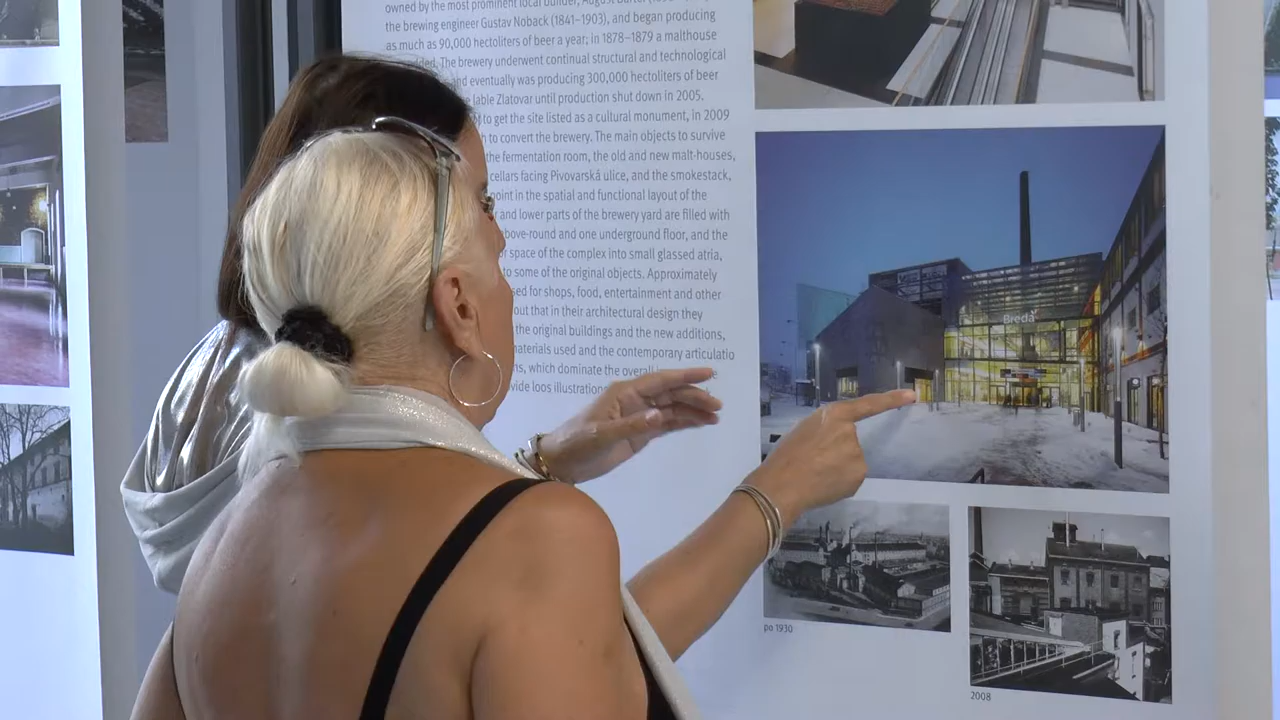 owned by the most prominent local builder, August
the brewing engineer Gustav Noback (1841–1903), and began producing
as much as 90,000 hectoliters of beer a year; in 1878–1879 a malthouse
The brewery underwent continual structural and technological
and eventually was producing 300,000 hectoliters of beer
Zlatovar until production shut down in 2005.
to get the site listed as a cultural monument, in 2009
to convert the brewery. The main objects to survive
the fermentation room, the old and new malt-houses,
cellars facing Pivovarská ulice, and the smokestack,
point in the spatial and functional layout of the
and lower parts of the brewery yard are filled with
above-round and one underground floor, and the
space of the complex into small glassed atria,
to some of the original objects. Approximately
sed for shops, food, entertainment and other
out that in their architectural design they
the original buildings and the new additions,
materials used and the contemporary articulatio
ns, which dominate the overall
vide loos illustration
Breda
po 1930
2008